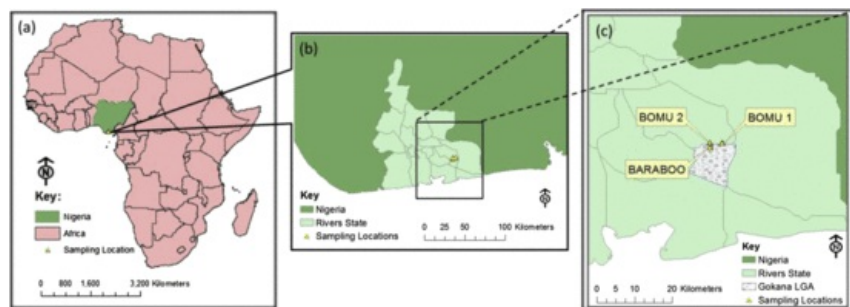 (a)
Key:
Nigeria
Africa
Sampling Location
0 800 1,600 3,200 Kilometers
N
(b)
Key
Nigeria
Rivers State
Sampling Locations
0 25 50 100 Kilometers
N
(c)
BOMU 2
BOMU 1
BARABOO
Key
Nigeria
Rivers State
Gokana LGA
Sampling Locations
0 5 10 20 Kilometers
N